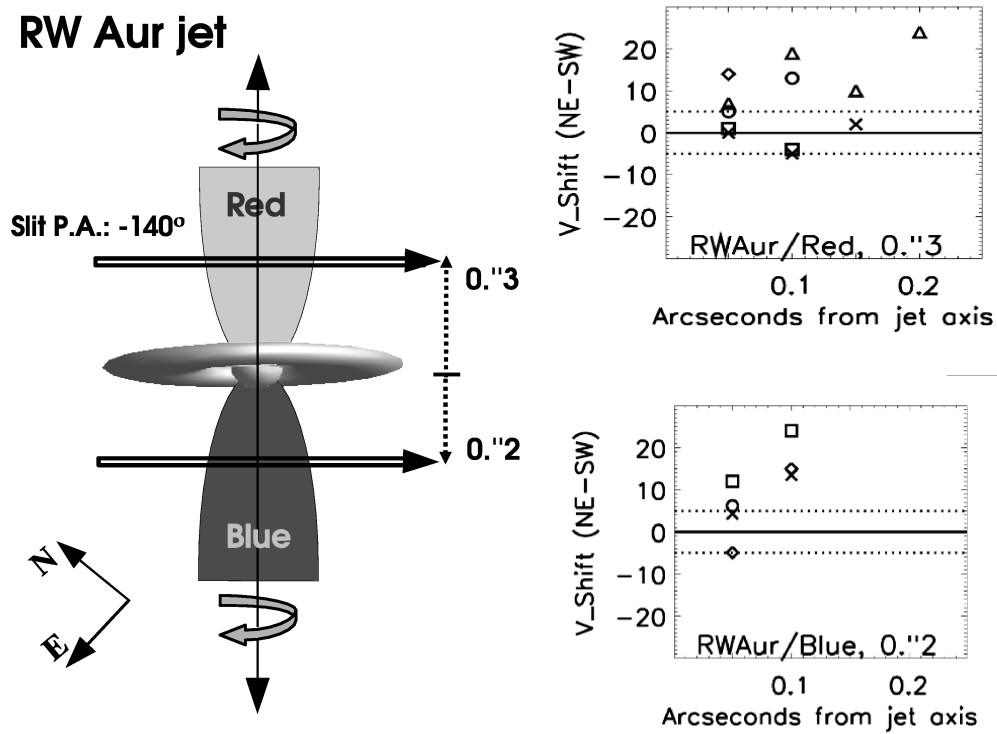 RW Aur jet
Red
Slit P.A.: -140º
0."3
0."2
Blue
N
E
V_Shift (NE-SW)
20
10
0
-10
-20
RWAur/Red, 0."3
0.1 0.2
Arcseconds from jet axis
V_Shift (NE-SW)
20
10
0
-10
-20
RWAur/Blue, 0."2
0.1 0.2
Arcseconds from jet axis